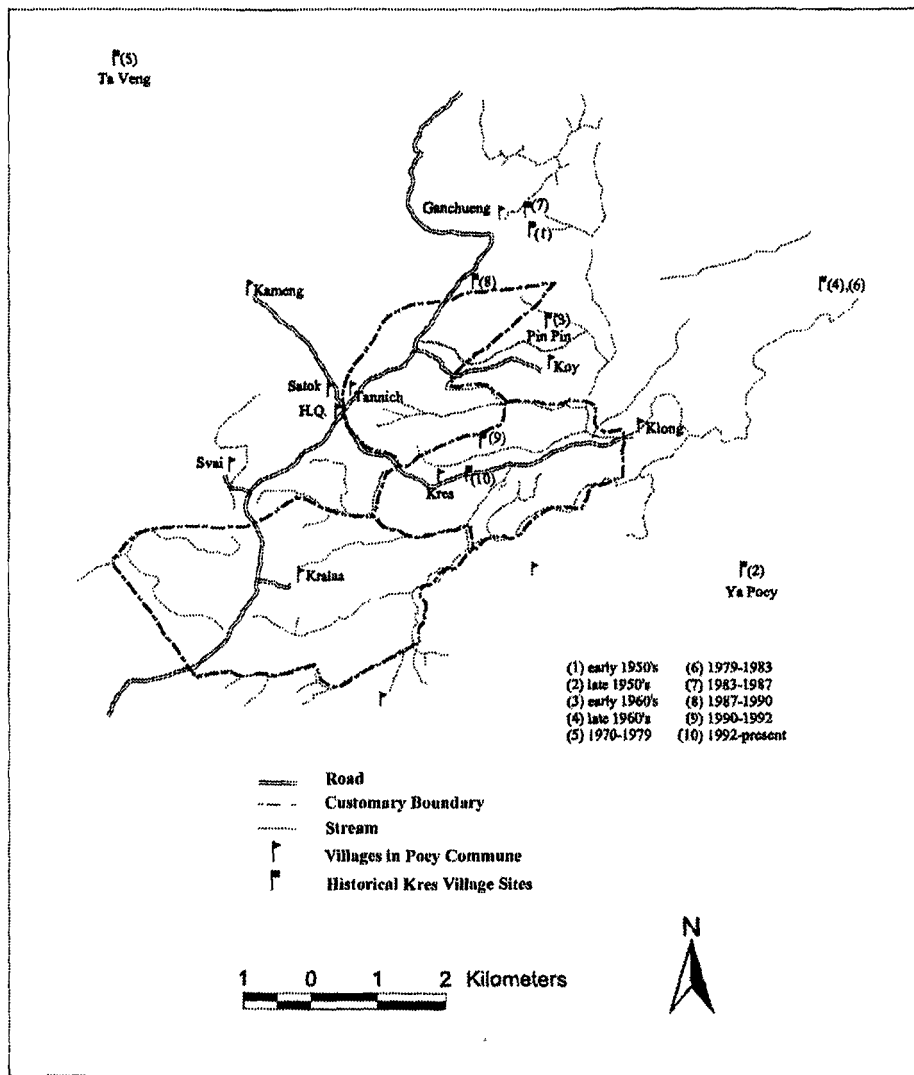 (5)
Ta Veng
Ganchueng
(7)
(1)
Kameng
(8)
(4),(6)
(3)
Pin Pin
Koy
Satok
Tannich
H.Q.
Klong
(9)
Svai
(10)
Kres
Kralaa
(2)
Ya Poey
(1) early 1950's (6) 1979-1983
(2) late 1950's (7) 1983-1987
(3) early 1960's (8) 1987-1990
(4) late 1960's (9) 1990-1992
(5) 1970-1979 (10) 1992-present
Road
Customary Boundary
Stream
Villages in Poey Commune
Historical Kres Village Sites
N
1 0 1 2 Kilometers